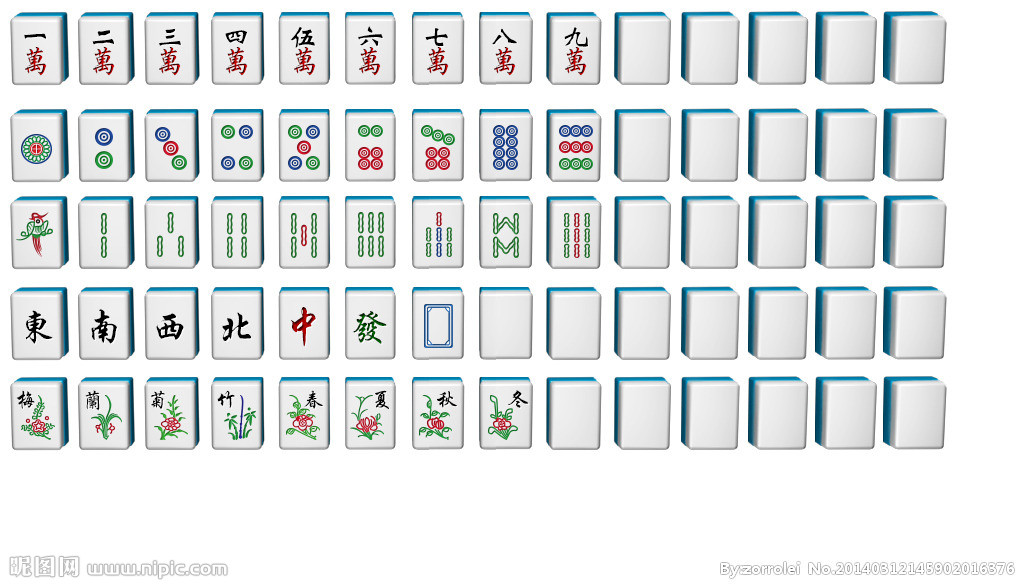 一萬 二萬 三萬 四萬 伍萬 六萬 七萬 八萬 九萬
東 南 西 北 中 發
梅 蘭 菊 竹 春 夏 秋 冬
昵图网 www.nipic.com
By:zorrolei No.20140312145902016376